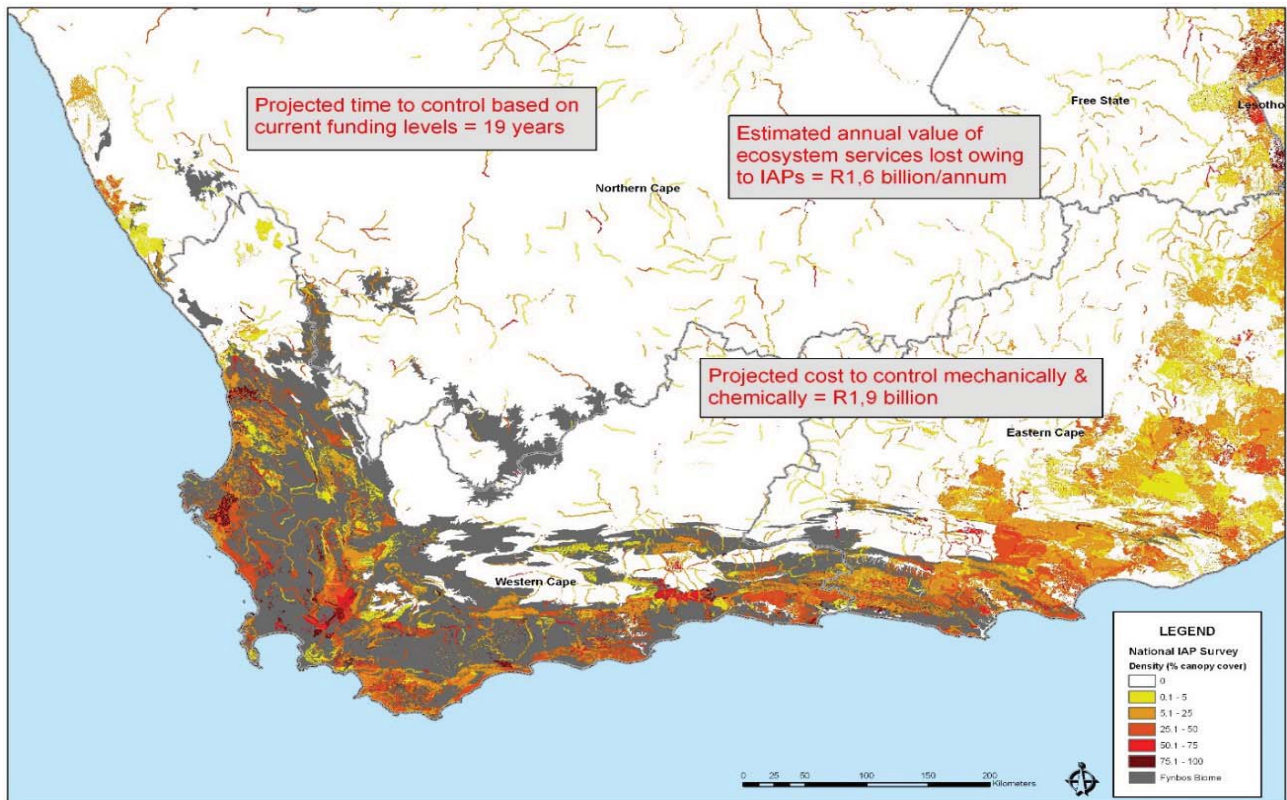 Projected time to control based on
current funding levels = 19 years
Estimated annual value of
ecosystem services lost owing
to IAPs = R1,6 billion/annum
Free State
Lesotho
Northern Cape
Projected cost to control mechanically &
chemically = R1,9 billion
Eastern Cape
Western Cape
LEGEND
National IAP Survey
Density (% canopy cover)
0
0.1 - 5
5.1 - 25
25.1 - 50
50.1 - 75
75.1 - 100
Fynbos Biome
0 25 50 100 150 200
Kilometers